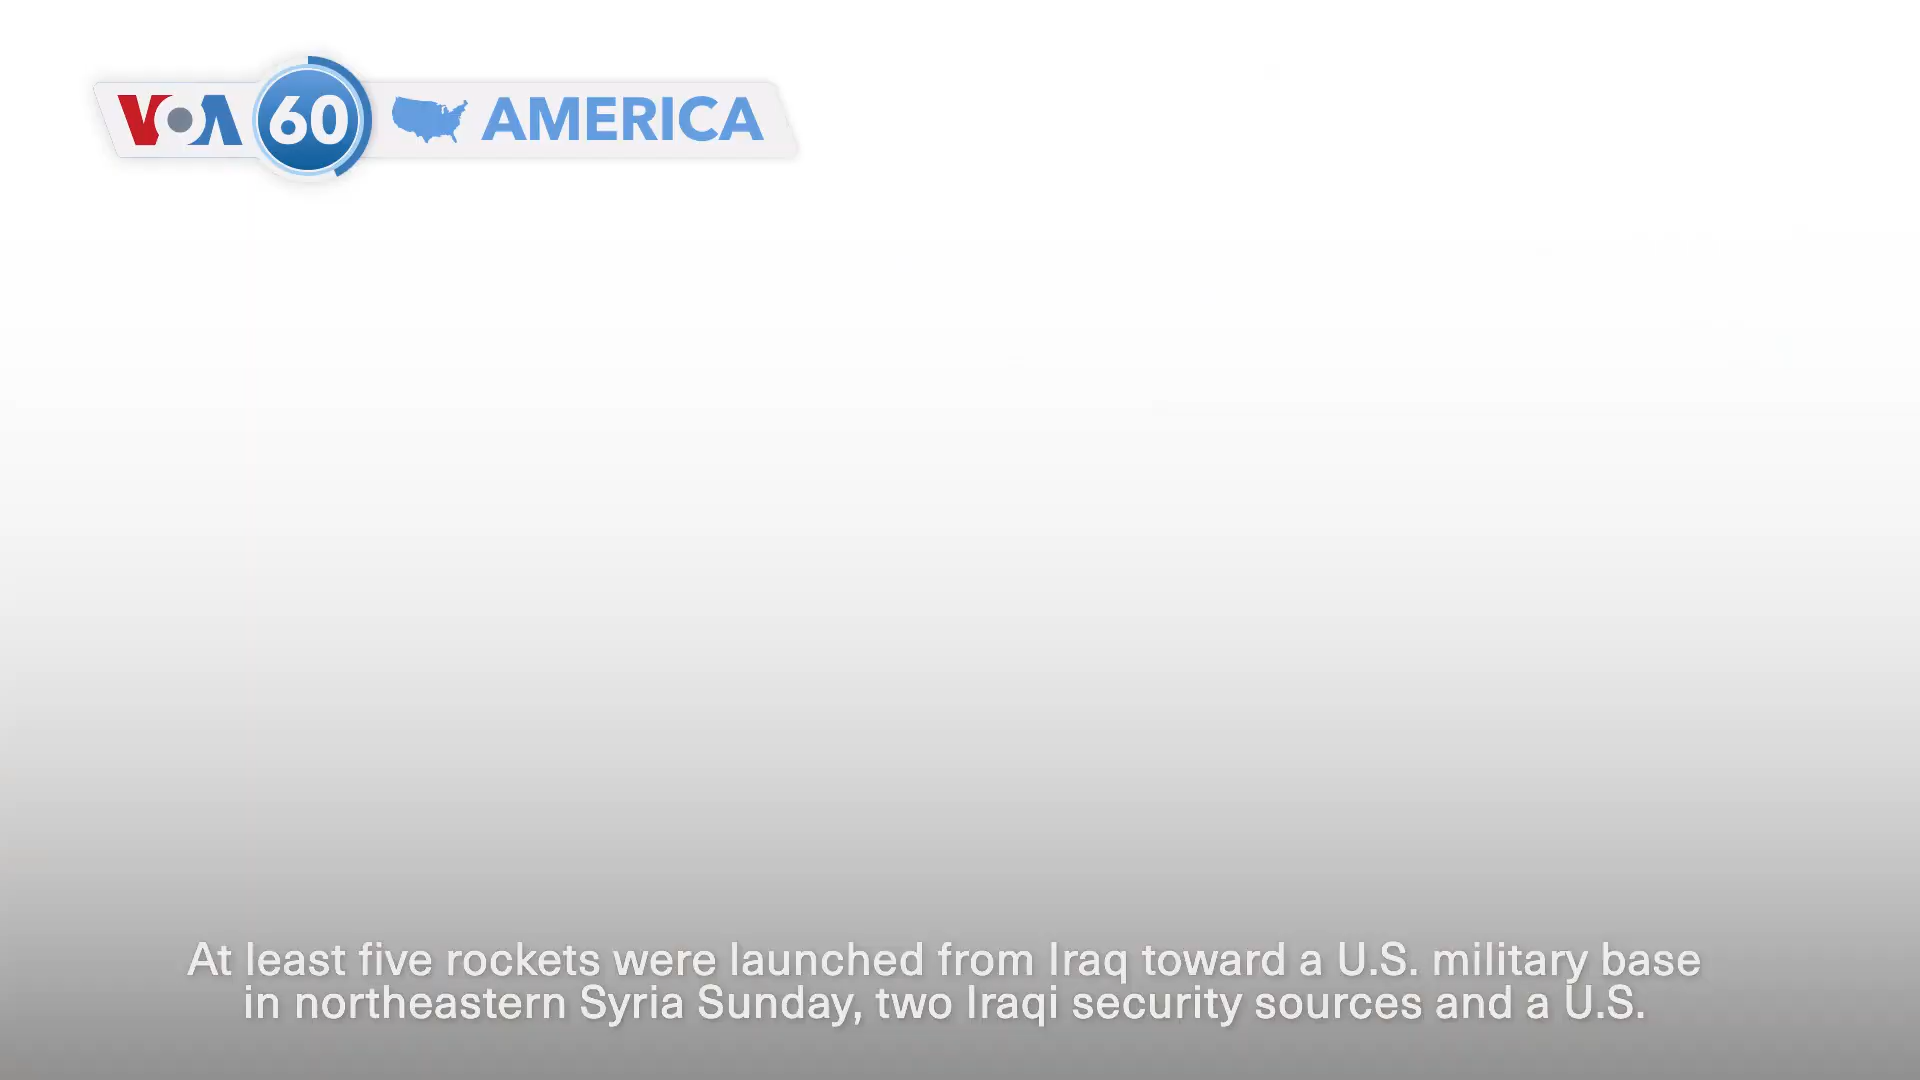 VOA 60 AMERICA
At least five rockets were launched from Iraq toward a U.S. military base
in northeastern Syria Sunday, two Iraqi security sources and a U.S.